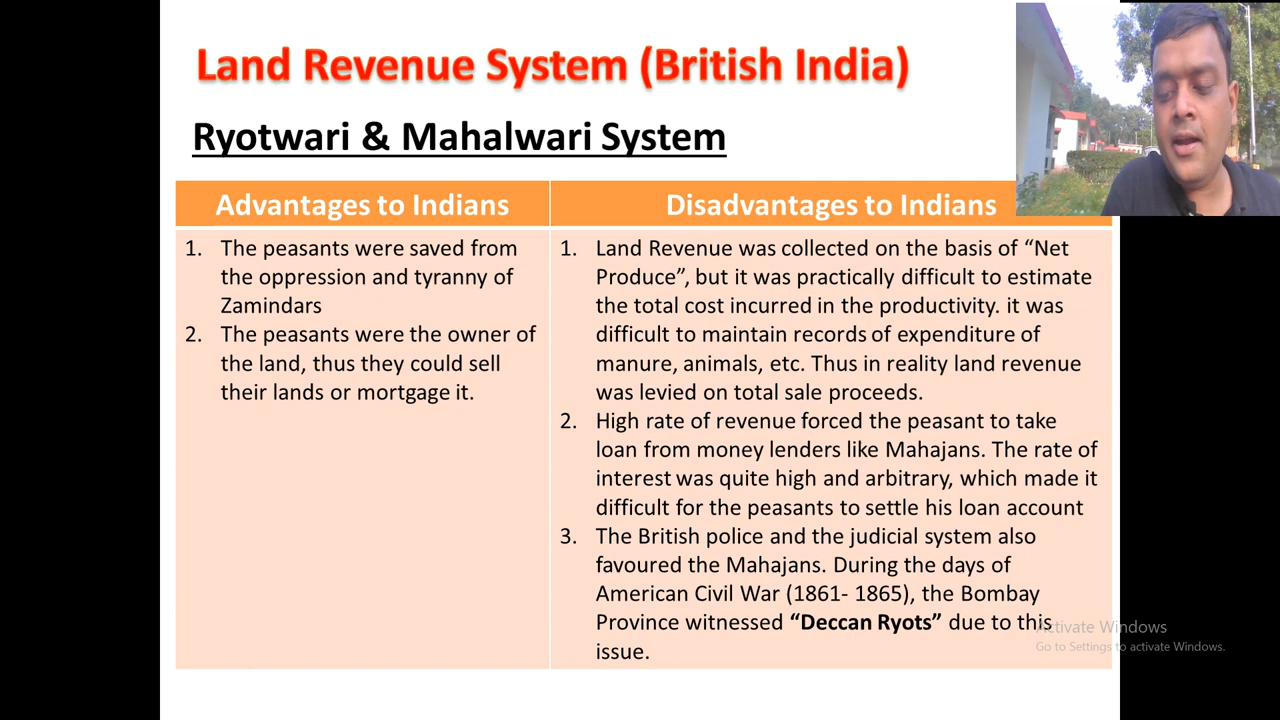 Land Revenue System (British India)
Ryotwari & Mahalwari System
Advantages to Indians
1. The peasants were saved from
the oppression and tyranny of
Zamindars
2. The peasants were the owner of
the land, thus they could sell
their lands or mortgage it.
Disadvantages to Indians
1. Land Revenue was collected on the basis of “Net
Produce”, but it was practically difficult to estimate
the total cost incurred in the productivity. it was
difficult to maintain records of expenditure of
manure, animals, etc. Thus in reality land revenue
was levied on total sale proceeds.
2. High rate of revenue forced the peasant to take
loan from money lenders like Mahajans. The rate of
interest was quite high and arbitrary, which made it
difficult for the peasants to settle his loan account
3. The British police and the judicial system also
favoured the Mahajans. During the days of
American Civil War (1861- 1865), the Bombay
Province witnessed “Deccan Ryots” due to this
issue.
Activate Windows
Go to Settings to activate Windows.